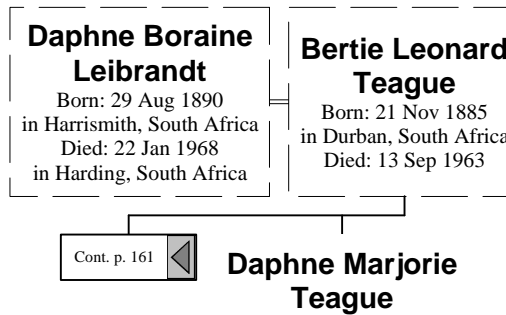 Daphne Boraine
Leibrandt
Born: 29 Aug 1890
in Harrismith, South Africa
Died: 22 Jan 1968
in Harding, South Africa
Bertie Leonard
Teague
Born: 21 Nov 1885
in Durban, South Africa
Died: 13 Sep 1963
Cont. p. 161
Daphne Marjorie
Teague